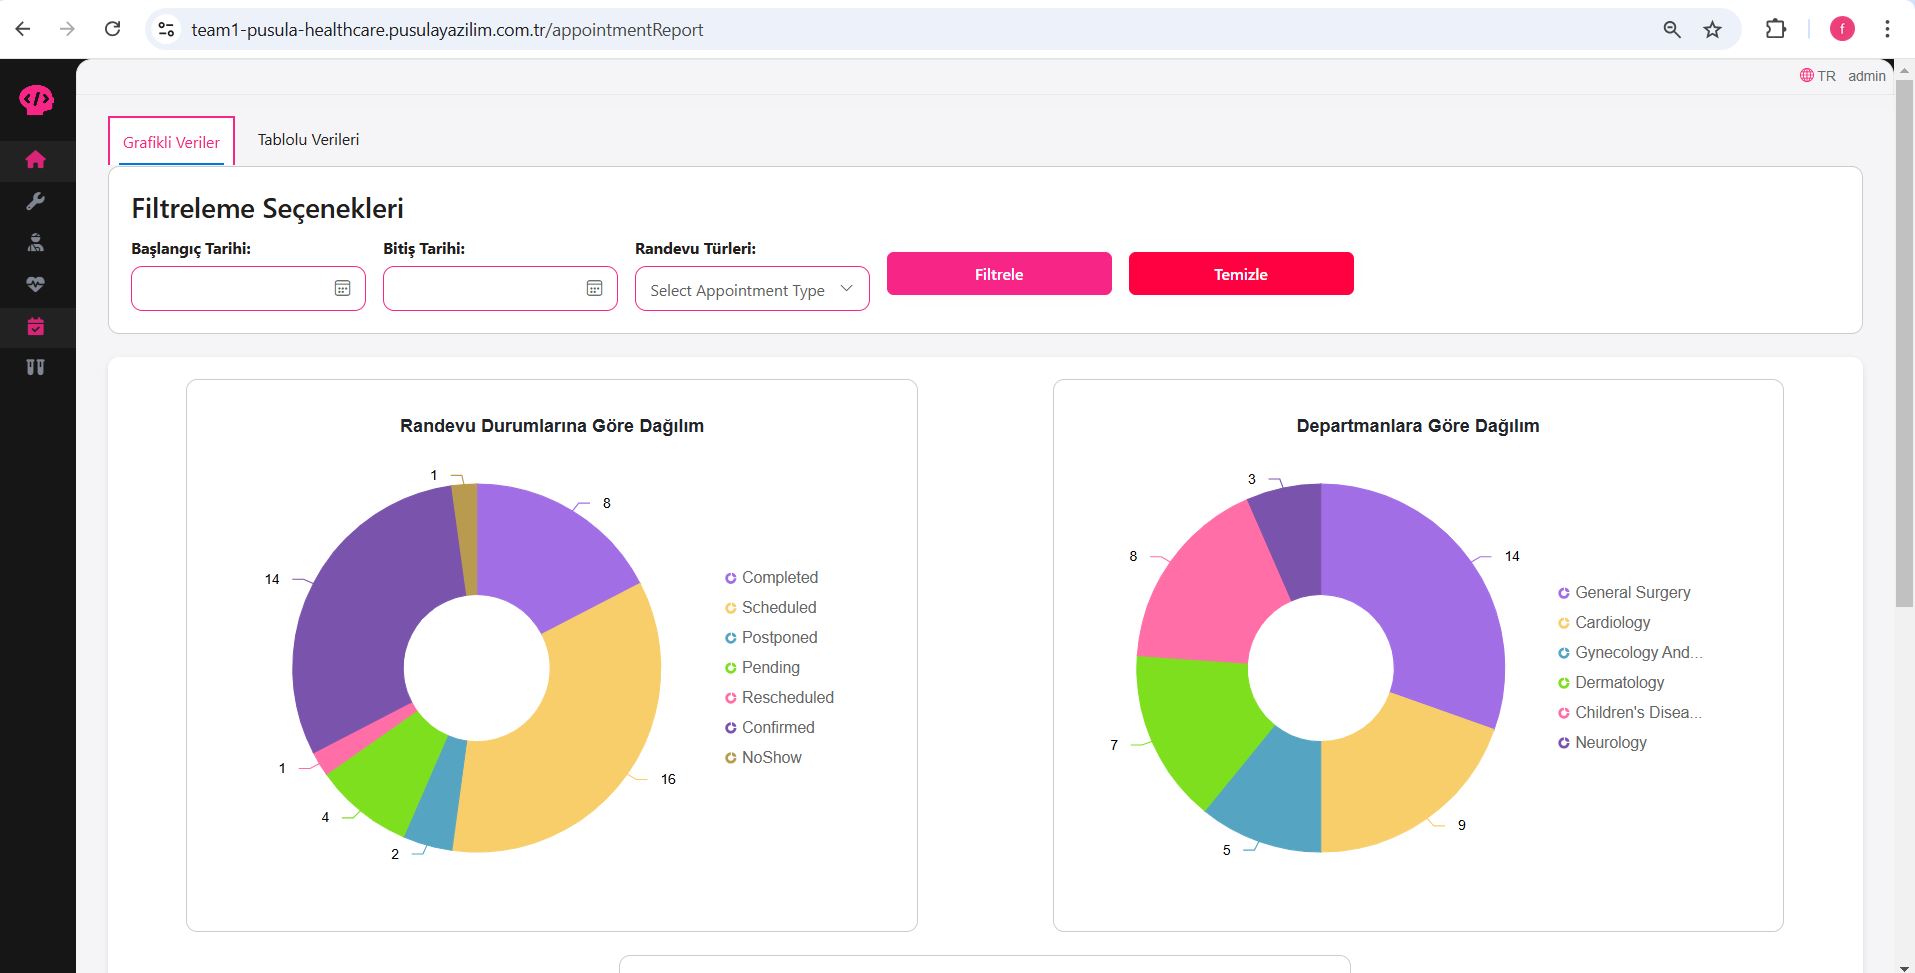 team1-pusula-healthcare.pusulayazilim.com.tr/appointmentReport
f
TR admin
Grafikli Veriler Tablolu Verileri
Filtreleme Seçenekleri
Başlangıç Tarihi: Bitiş Tarihi: Randevu Türleri:
Select Appointment Type
Filtrele Temizle
Randevu Durumlarına Göre Dağılım
1
8
14
1
4
2
16
Completed
Scheduled
Postponed
Pending
Rescheduled
Confirmed
NoShow
Departmanlara Göre Dağılım
3
14
8
7
5
9
General Surgery
Cardiology
Gynecology And...
Dermatology
Children's Disea...
Neurology